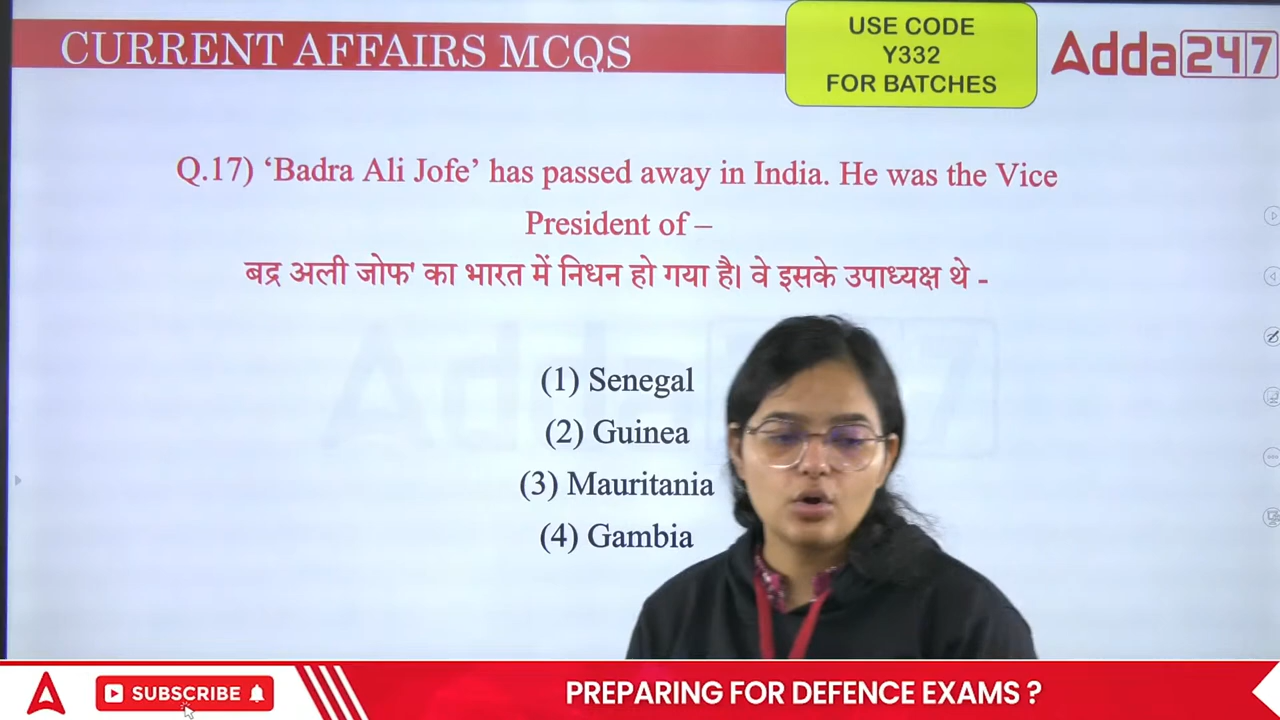 CURRENT AFFAIRS MCQS
USE CODE
Y332
FOR BATCHES
Adda247
Q.17) ‘Badra Ali Jofe’ has passed away in India. He was the Vice
President of –
बद्र अली जोफ' का भारत में निधन हो गया है। वे इसके उपाध्यक्ष थे -
(1) Senegal
(2) Guinea
(3) Mauritania
(4) Gambia
SUBSCRIBE
PREPARING FOR DEFENCE EXAMS ?